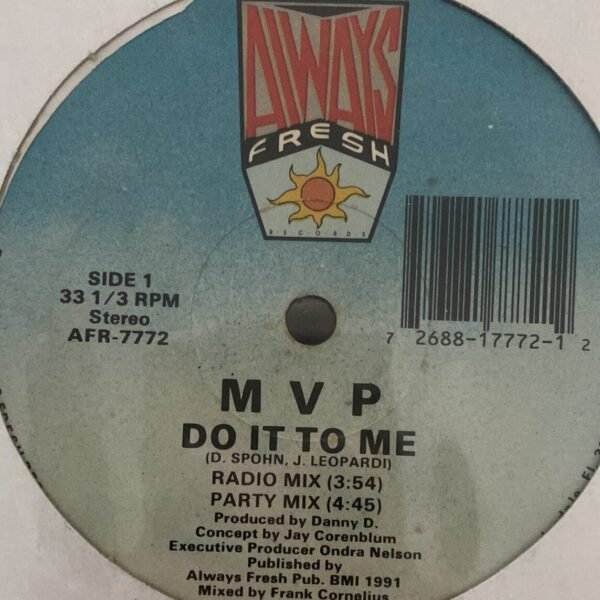 ALWAYS
FRESH
RECORDS
SIDE 1
33 1/3 RPM
Stereo
AFR-7772
7 2688-17772-1 2
M V P
DO IT TO ME
(D. SPOHN, J. LEOPARDI)
RADIO MIX (3:54)
PARTY MIX (4:45)
Produced by Danny D.
Concept by Jay Corenblum
Executive Producer Ondra Nelson
Published by
Always Fresh Pub. BMI 1991
Mixed by Frank Cornelius